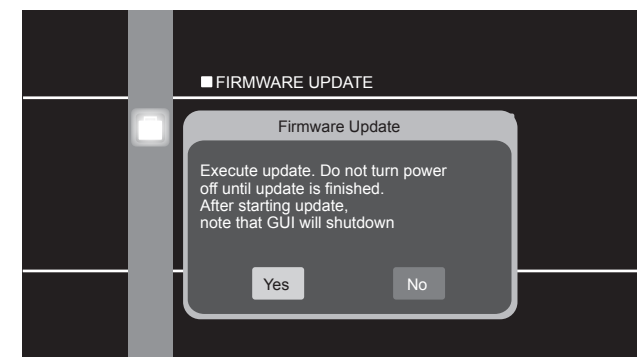 FIRMWARE UPDATE
Firmware Update
Execute update. Do not turn power
off until update is finished.
After starting update,
note that GUI will shutdown
Yes
No